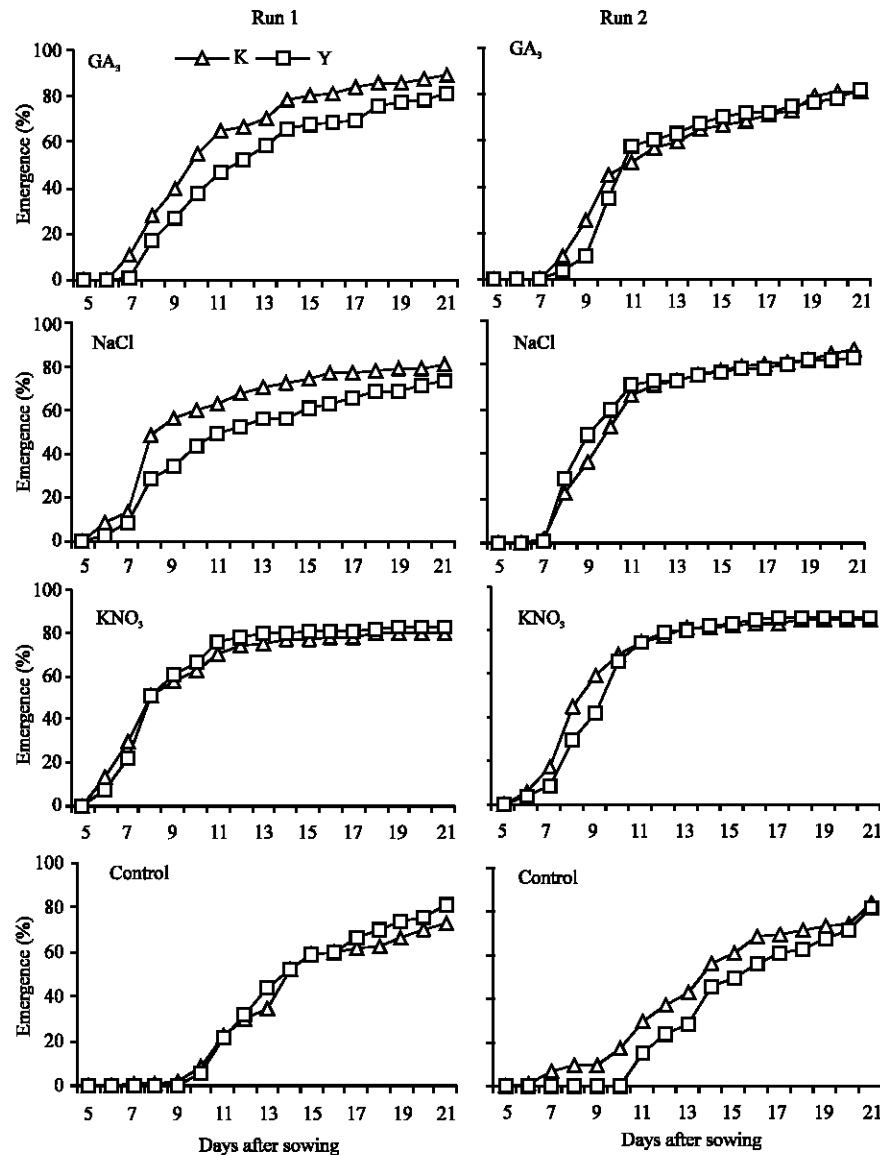 Run 1
Run 2
GA₃
K
Y
Emergence (%)
100
80
60
40
20
0
5 7 9 11 13 15 17 19 21
GA₃
5 7 9 11 13 15 17 19 21
NaCl
Emergence (%)
100
80
60
40
20
0
5 7 9 11 13 15 17 19 21
NaCl
5 7 9 11 13 15 17 19 21
KNO₃
Emergence (%)
100
80
60
40
20
0
5 7 9 11 13 15 17 19 21
KNO₃
5 7 9 11 13 15 17 19 21
Control
Emergence (%)
100
80
60
40
20
0
5 7 9 11 13 15 17 19 21
Days after sowing
Control
5 7 9 11 13 15 17 19 21
Days after sowing